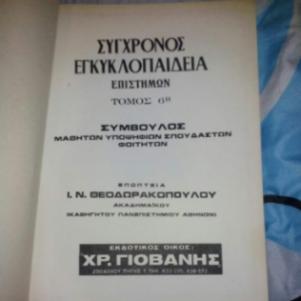 ΣΥΓΧΡΟΝΟΣ
ΕΓΚΥΚΛΟΠΑΙΔΕΙΑ
ΕΠΙΣΤΗΜΩΝ
ΤΟΜΟΣ 6ος
ΣΥΜΒΟΥΛΟΣ
ΜΑΘΗΤΩΝ ΥΠΟΨΗΦΙΩΝ ΣΠΟΥΔΑΣΤΩΝ
ΦΟΙΤΗΤΩΝ
ΕΠΟΠΤΕΙΑ
Ι. Ν. ΘΕΟΔΩΡΑΚΟΠΟΥΛΟΥ
ΑΚΑΔΗΜΑΪΚΟΥ
(ΚΑΘΗΓΗΤΟΥ ΠΑΝΕΠΙΣΤΗΜΙΟΥ ΑΘΗΝΩΝ)
ΕΚΔΟΤΙΚΟΣ ΟΙΚΟΣ:
ΧΡ. ΓΙΟΒΑΝΗΣ